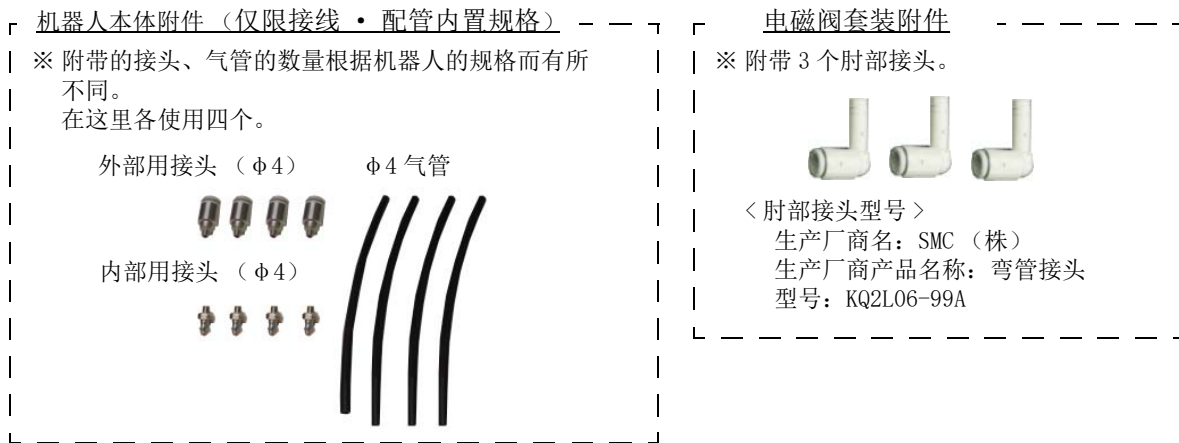 机器人本体附件 （仅限接线 • 配管内置规格）
※ 附带的接头、气管的数量根据机器人的规格而有所
不同。
在这里各使用四个。
外部用接头 （φ4）
φ4 气管
内部用接头 （φ4）
电磁阀套装附件
※ 附带 3 个肘部接头。
< 肘部接头型号 >
生产厂商名：SMC （株）
生产厂商产品名称：弯管接头
型号：KQ2L06-99A